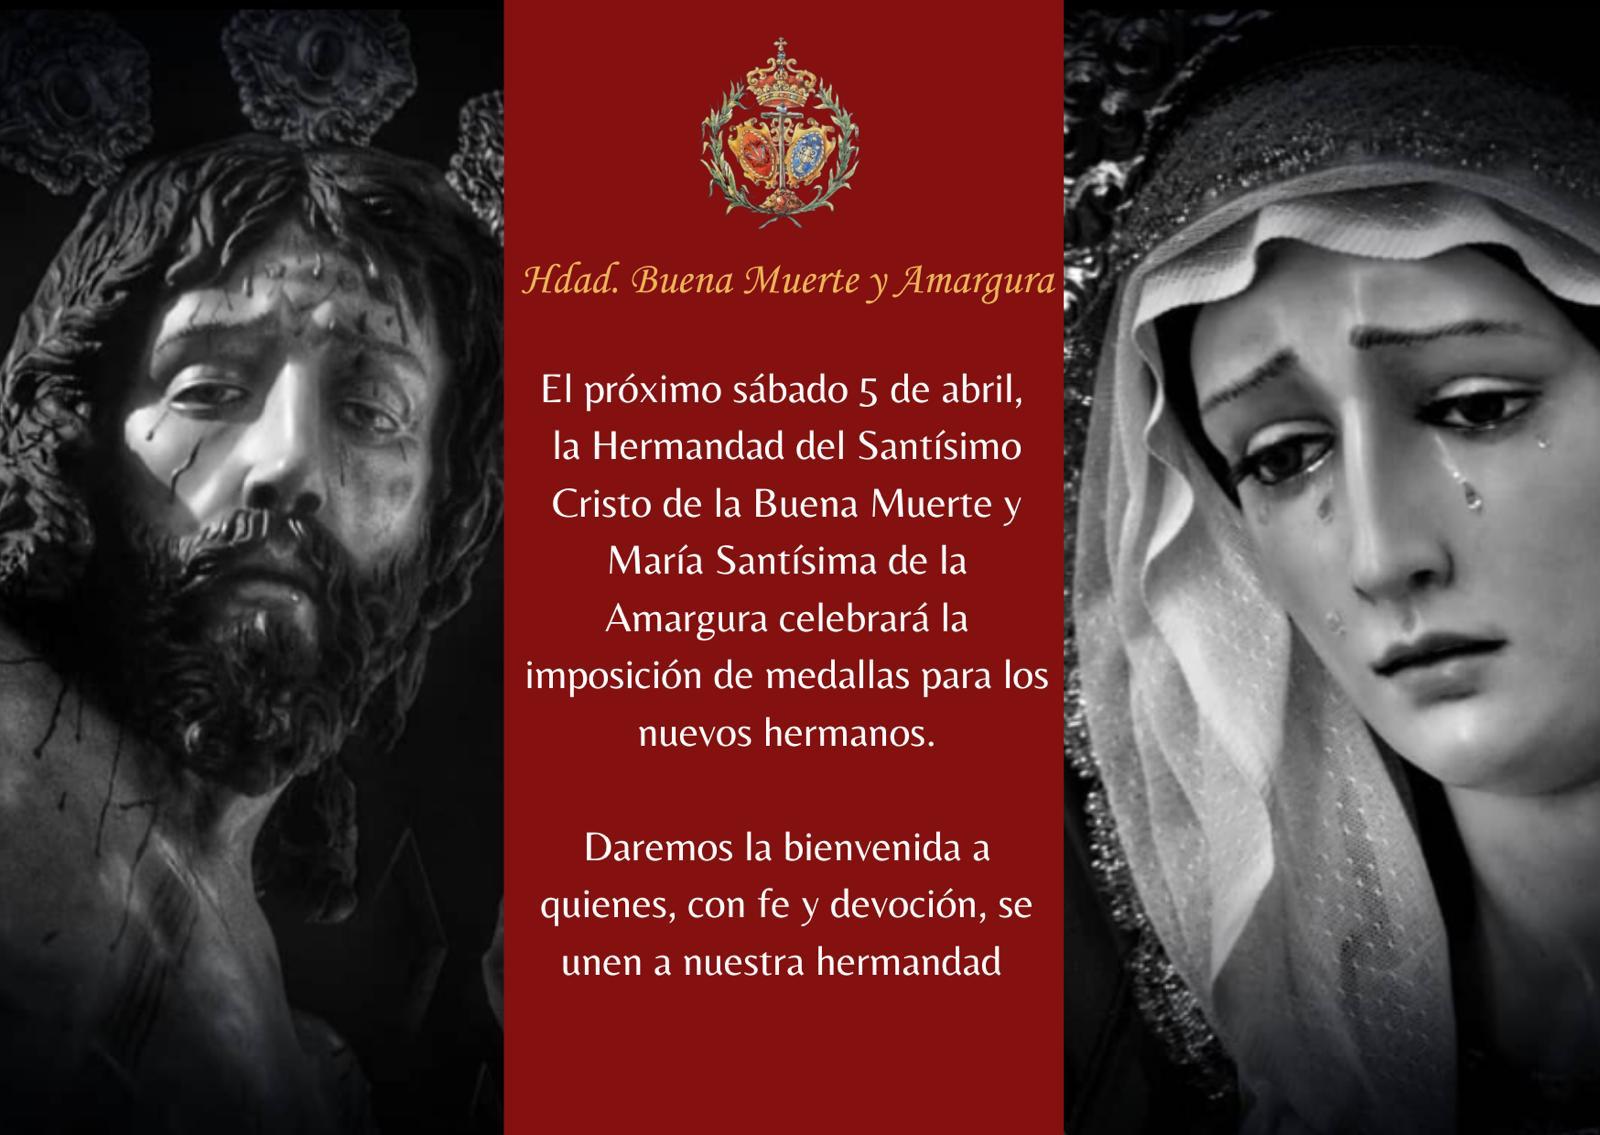 Hdad. Buena Muerte y Amargura
El próximo sábado 5 de abril,
la Hermandad del Santísimo
Cristo de la Buena Muerte y
María Santísima de la
Amargura celebrará la
imposición de medallas para los
nuevos hermanos.
Daremos la bienvenida a
quienes, con fe y devoción, se
unen a nuestra hermandad